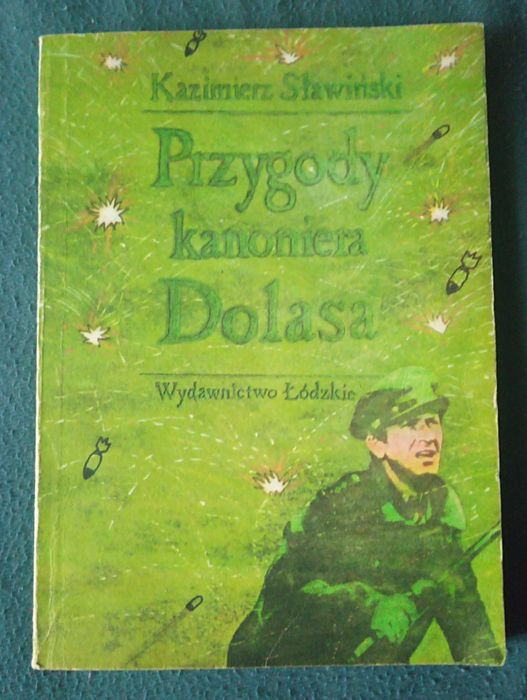 Kazimierz Sławiński
Przygody
kanoniera
Dolasa
Wydawnictwo Łódzkie